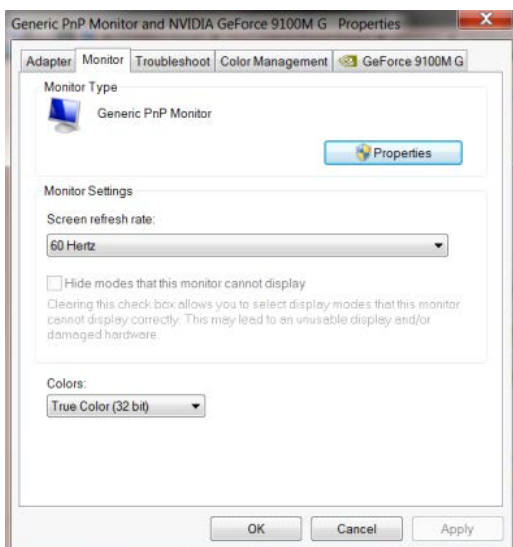 Generic PnP Monitor and NVIDIA GeForce 9100M G Properties
Adapter Monitor Troubleshoot Color Management GeForce 9100M G
Monitor Type
Generic PnP Monitor
Properties
Monitor Settings
Screen refresh rate:
60 Hertz
Hide modes that this monitor cannot display
Clearing this check box allows you to select display modes that this monitor
cannot display correctly. This may lead to an unusable display and/or
damaged hardware.
Colors:
True Color (32 bit)
OK Cancel Apply